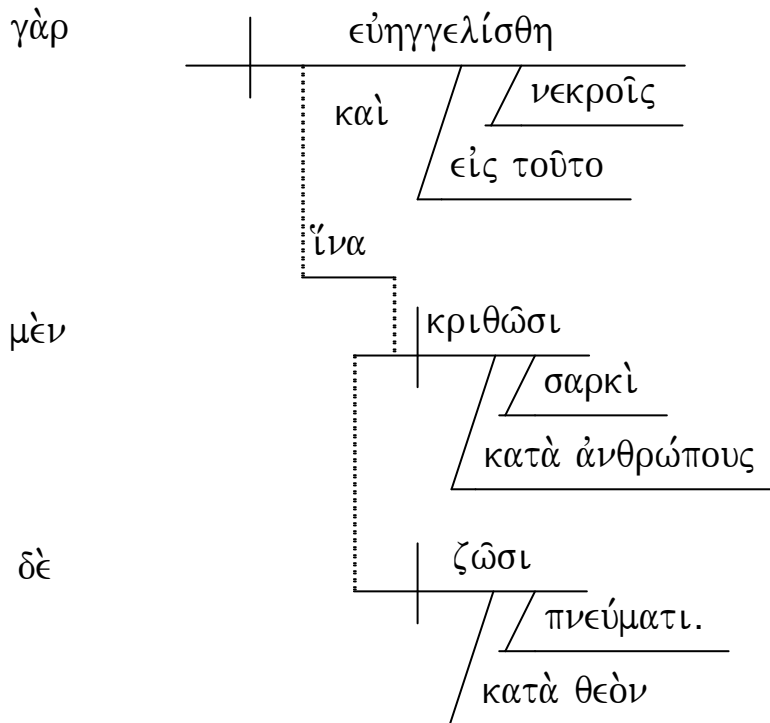 γὰρ εὐηγγελίσθη
νεκροῖς
καὶ
εἰς τοῦτο
ἵνα
μὲν κριθῶσι
σαρκὶ
κατὰ ἀνθρώπους
δὲ ζῶσι
πνεύματι.
κατὰ θεὸν